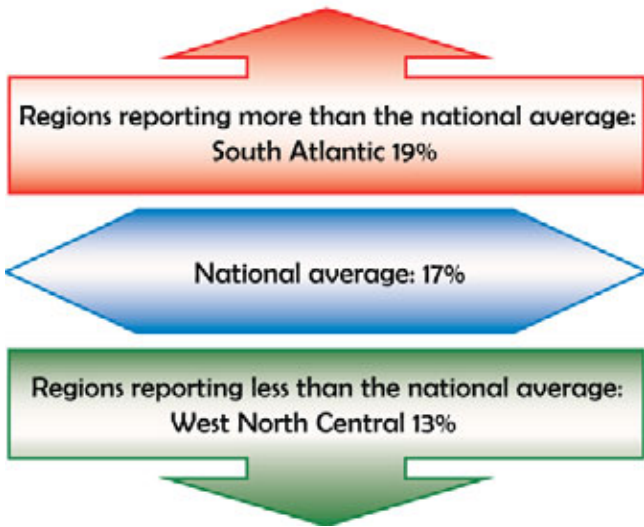 Regions reporting more than the national average:
South Atlantic 19%
National average: 17%
Regions reporting less than the national average:
West North Central 13%